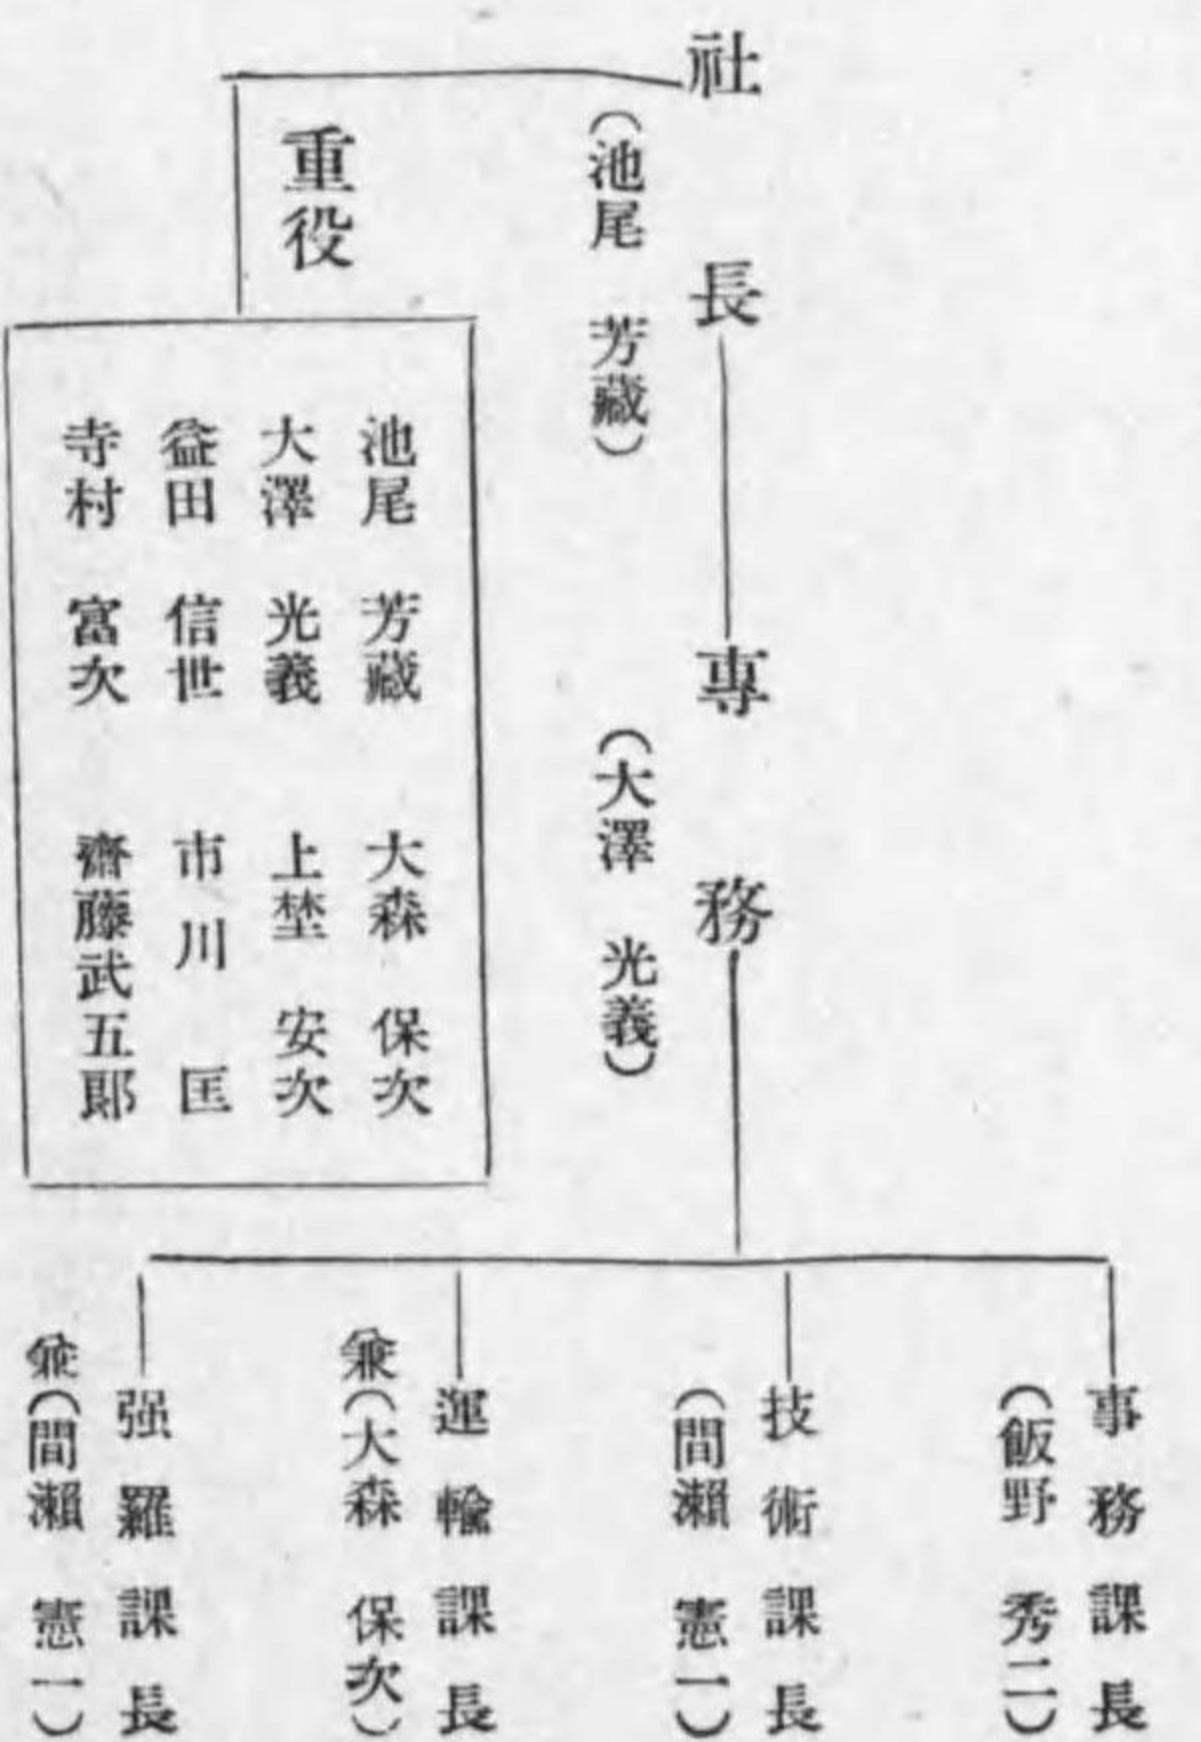 社長
(池尾 芳藏)
專務
(大澤 光義)
重役
池尾 芳藏 大森 保次
大澤 光義 上埜 安次
益田 信世 市川 匡
寺村 富次 齋藤武五郞
事務課長
(飯野 秀二)
技術課長
(間瀨 憲一)
運輸課長
兼(大森 保次)
强羅課長
兼(間瀨 憲一)